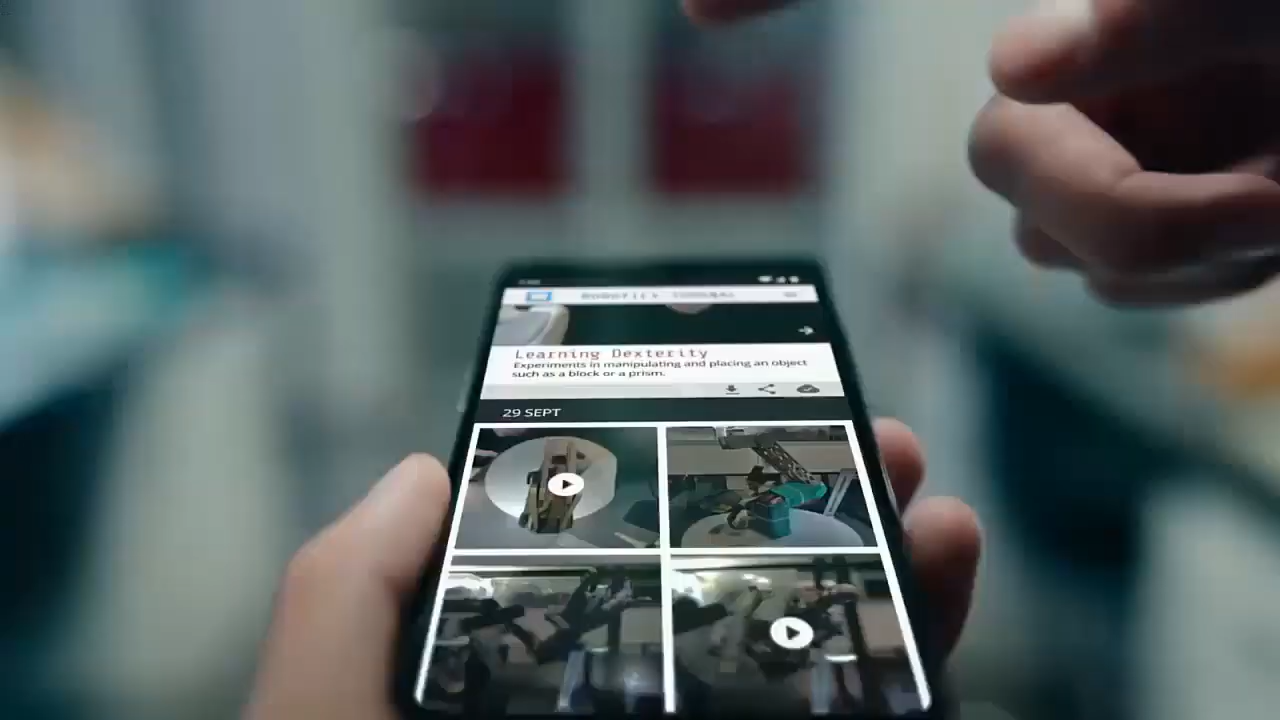 Learning Dexterity
Experiments in manipulating and placing an object
such as a block or a prism.
29 SEPT